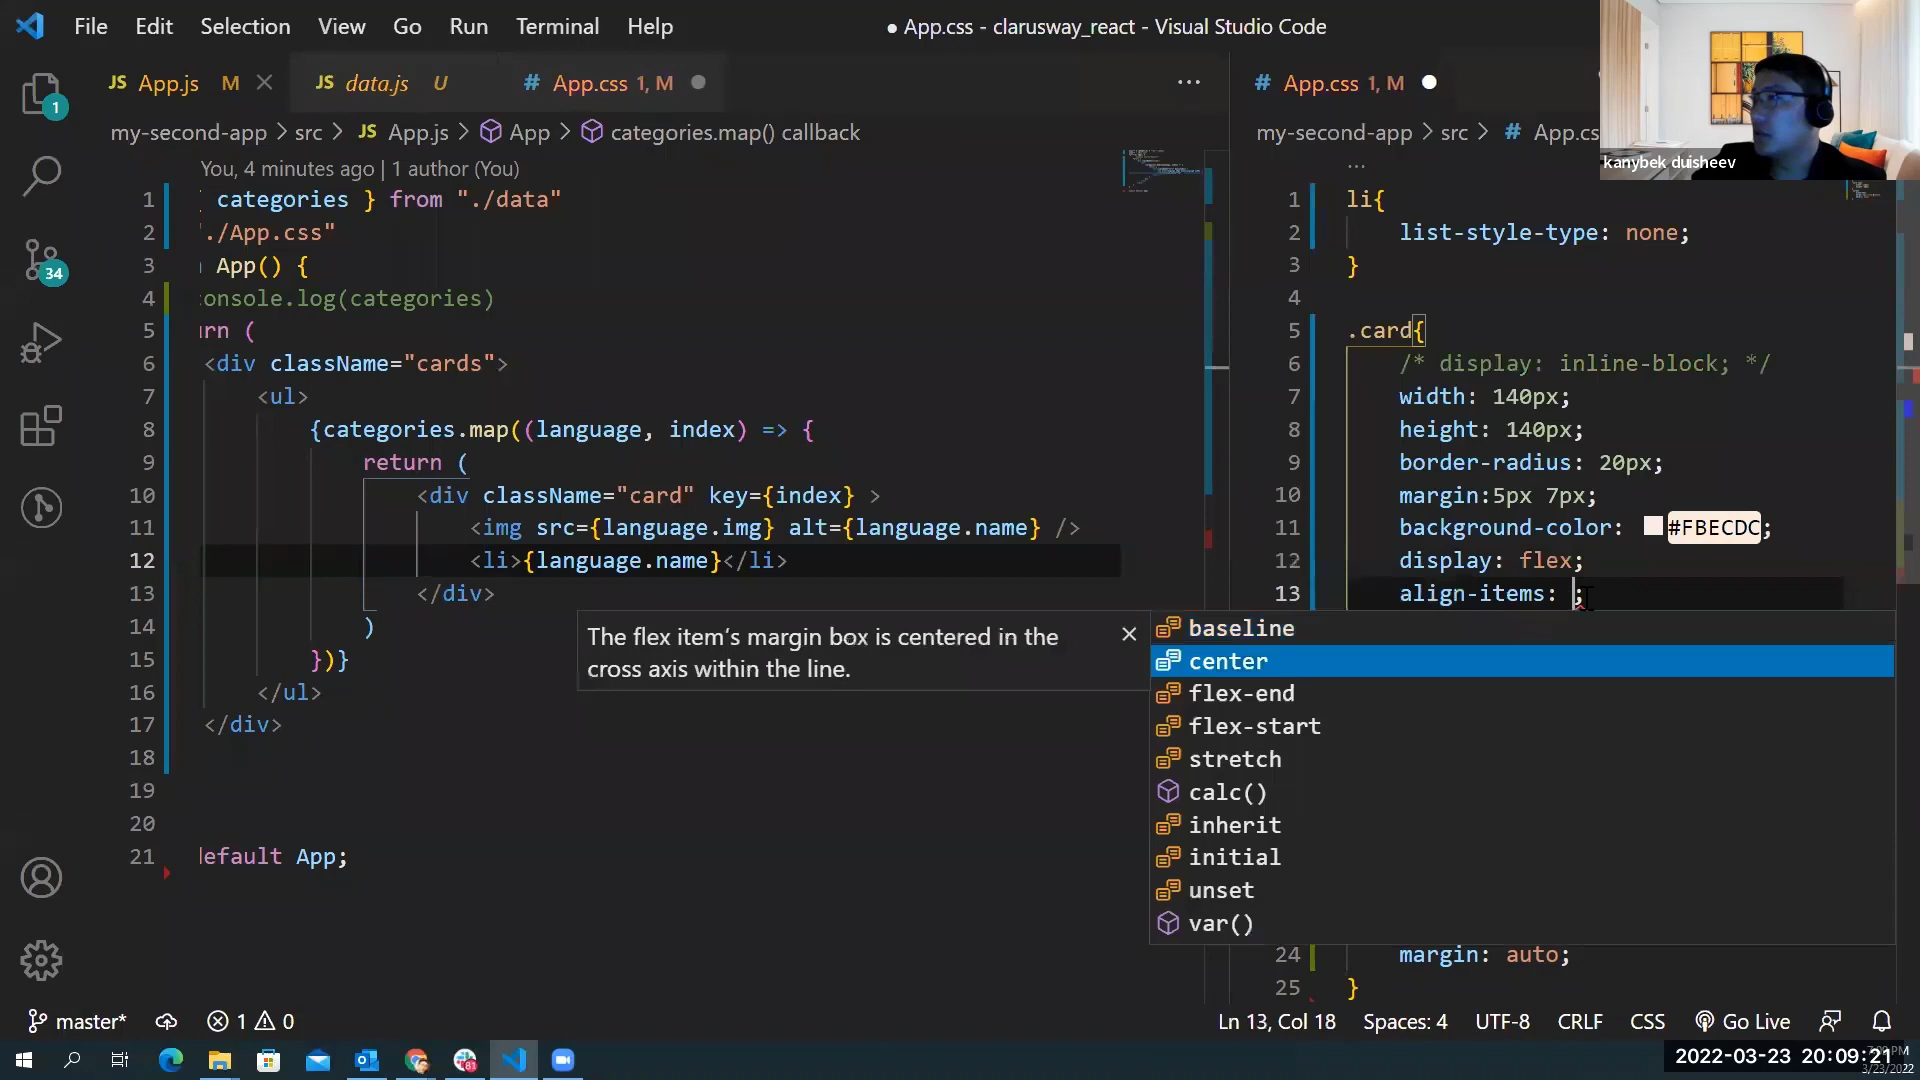 File Edit Selection View Go Run Terminal Help
● App.css - clarusway_react - Visual Studio Code
kanybek duisheev
JS App.js M
JS data.js U
# App.css 1, M
# App.css 1, M
my-second-app > src > JS App.js > App > categories.map() callback
You, 4 minutes ago | 1 author (You)
1 categories } from "./data"
2 "./App.css"
3 App() {
4 console.log(categories)
5 urn (
6 <div className="cards">
7 <ul>
8 {categories.map((language, index) => {
9 return (
10 <div className="card" key={index} >
11 <img src={language.img} alt={language.name} />
12 <li>{language.name}</li>
13 </div>
14 )
15 })}
16 </ul>
17 </div>
18
19
20
21 default App;
my-second-app > src > # App.cs
1 li{
2 list-style-type: none;
3 }
4
5 .card{
6 /* display: inline-block; */
7 width: 140px;
8 height: 140px;
9 border-radius: 20px;
10 margin:5px 7px;
11 background-color: #FBECDC;
12 display: flex;
13 align-items: ;
The flex item's margin box is centered in the
cross axis within the line.
baseline
center
flex-end
flex-start
stretch
calc()
inherit
initial
unset
var()
24 margin: auto;
25 }
1
34
master* 1 0
Ln 13, Col 18 Spaces: 4 UTF-8 CRLF CSS Go Live
2022-03-23 20:09:21
3/23/2022